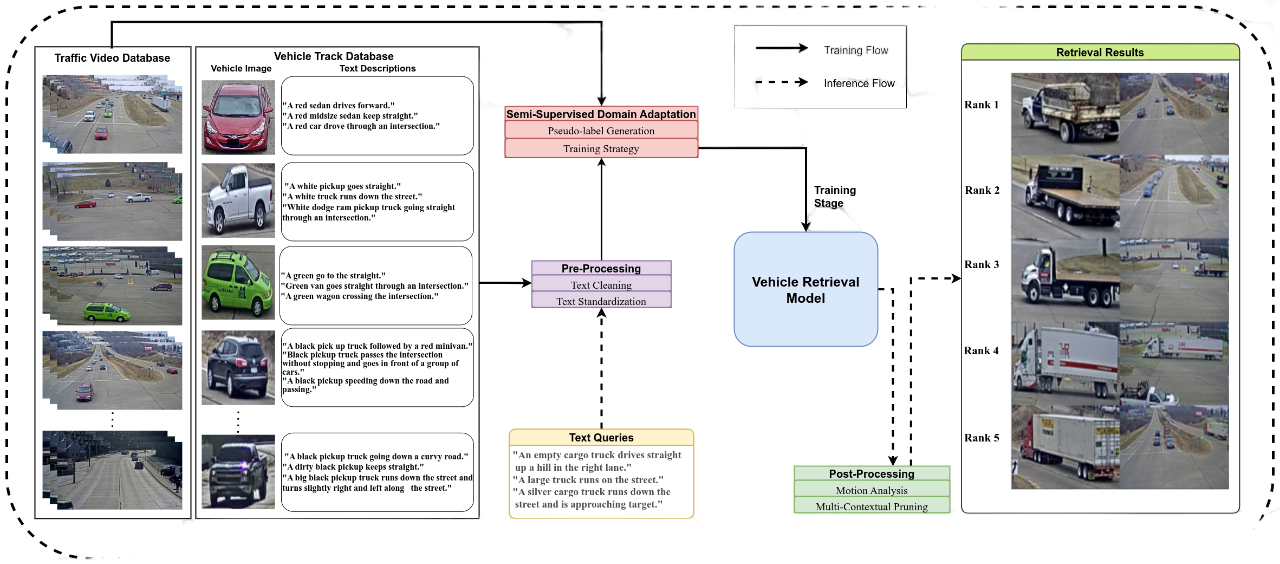 Traffic Video Database
Vehicle Track Database
Vehicle Image
Text Descriptions
"A red sedan drives forward."
"A red midsize sedan keep straight."
"A red car drove through an intersection."
"A white pickup goes straight."
"A white truck runs down the street."
"White dodge ram pickup truck going straight
through an intersection."
"A green go to the straight."
"Green van goes straight through an intersection."
"A green wagon crossing the intersection."
"A black pick up truck followed by a red minivan."
"Black pickup truck passes the intersection
without stopping and goes in front of a group of
cars."
"A black pickup speeding down the road and
passing."
"A black pickup truck going down a curvy road."
"A dirty black pickup keeps straight."
"A big black pickup truck runs down the street and
turns slightly right and left along the street."
Semi-Supervised Domain Adaptation
Pseudo-label Generation
Training Strategy
Pre-Processing
Text Cleaning
Text Standardization
Text Queries
"An empty cargo truck drives straight
up a hill in the right lane."
"A large truck runs on the street."
"A silver cargo truck runs down the
street and is approaching target."
Training Flow
Inference Flow
Training
Stage
Vehicle Retrieval
Model
Post-Processing
Motion Analysis
Multi-Contextual Pruning
Retrieval Results
Rank 1
Rank 2
Rank 3
Rank 4
Rank 5